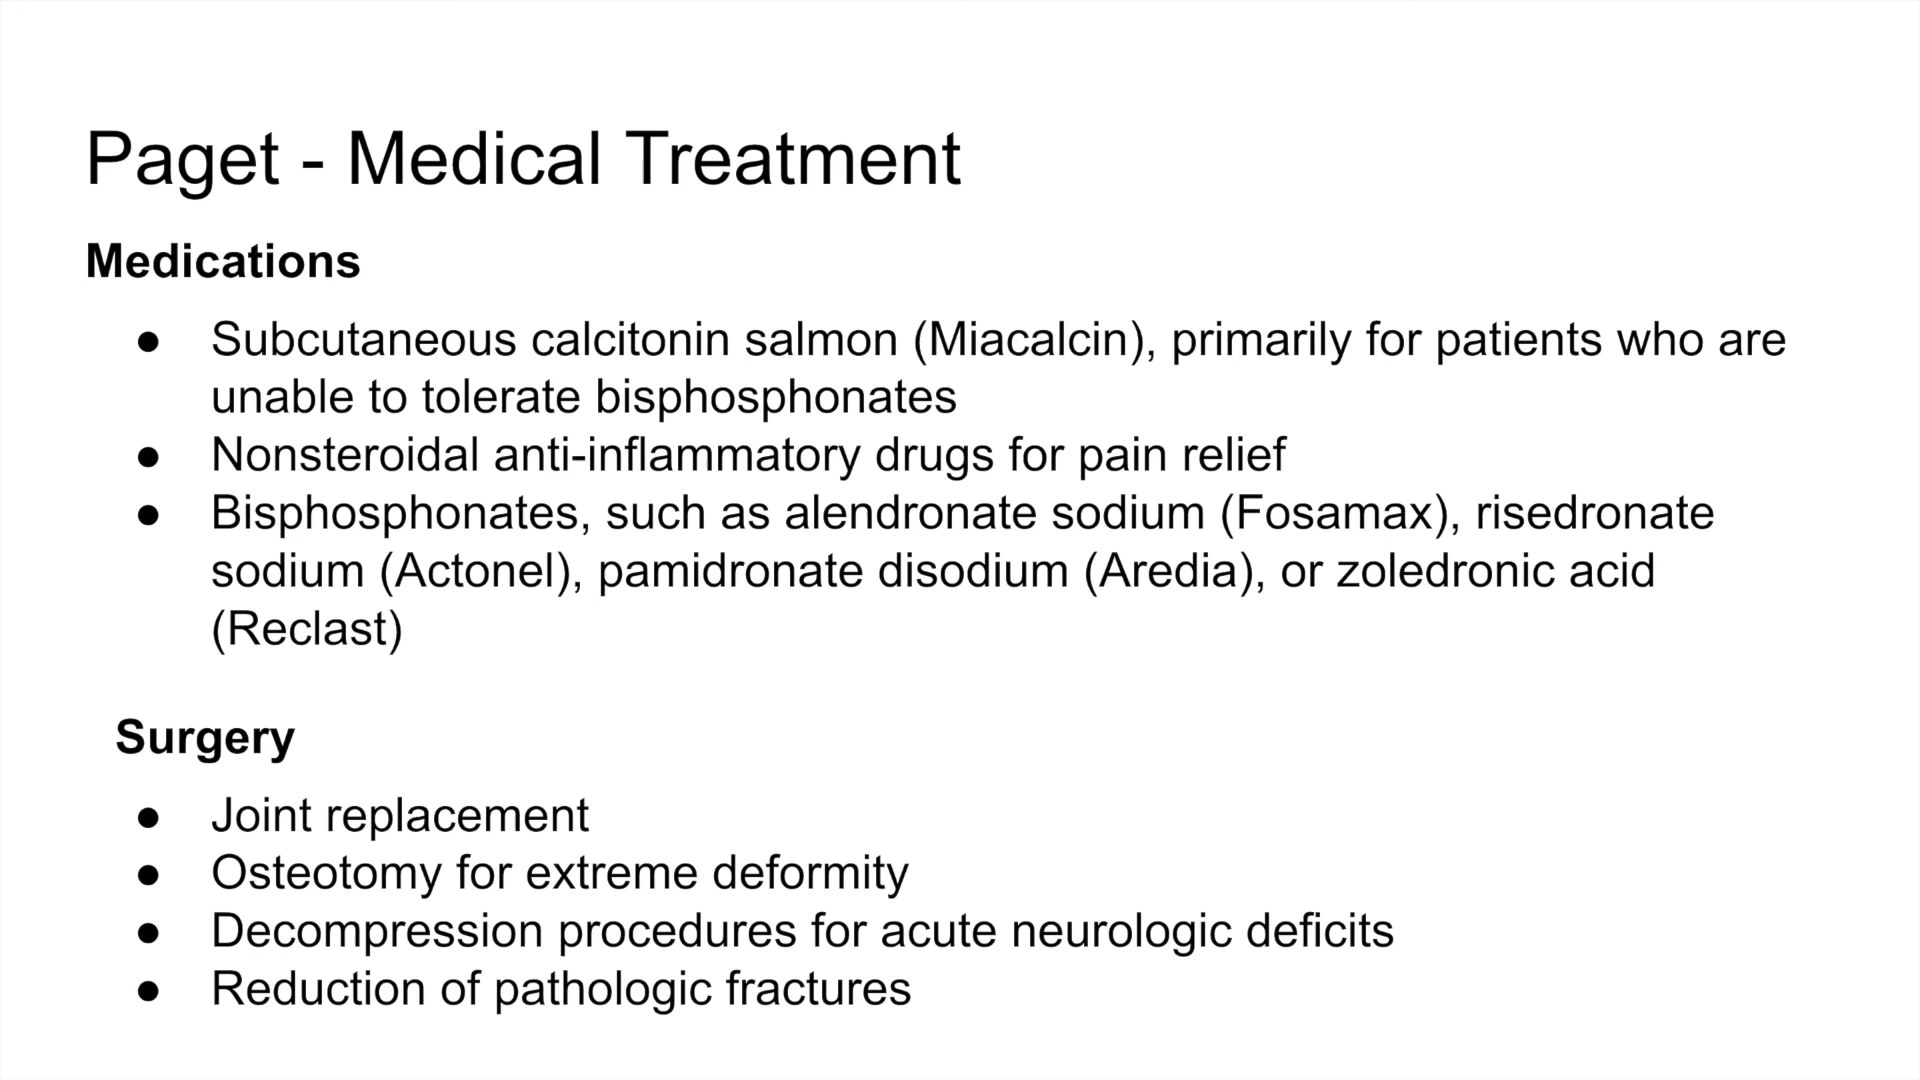 Paget - Medical Treatment
Medications
● Subcutaneous calcitonin salmon (Miacalcin), primarily for patients who are
unable to tolerate bisphosphonates
● Nonsteroidal anti-inflammatory drugs for pain relief
● Bisphosphonates, such as alendronate sodium (Fosamax), risedronate
sodium (Actonel), pamidronate disodium (Aredia), or zoledronic acid
(Reclast)
Surgery
● Joint replacement
● Osteotomy for extreme deformity
● Decompression procedures for acute neurologic deficits
● Reduction of pathologic fractures